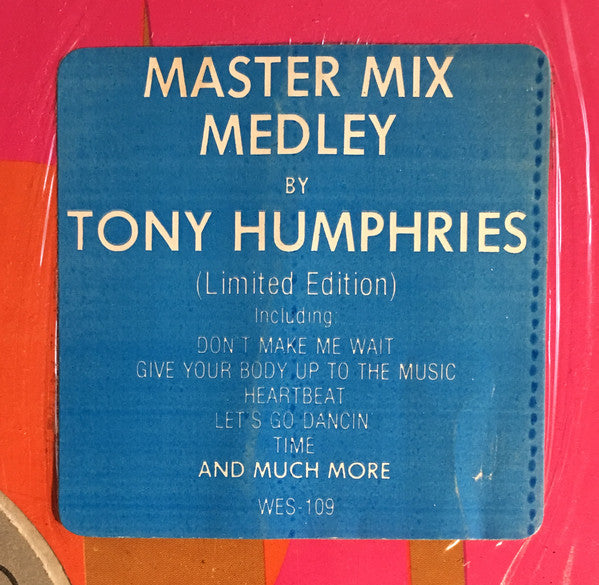 MASTER MIX
MEDLEY
BY
TONY HUMPHRIES
(Limited Edition)
Including:
DON'T MAKE ME WAIT
GIVE YOUR BODY UP TO THE MUSIC
HEARTBEAT
LET'S GO DANCIN
TIME
AND MUCH MORE
WES-109